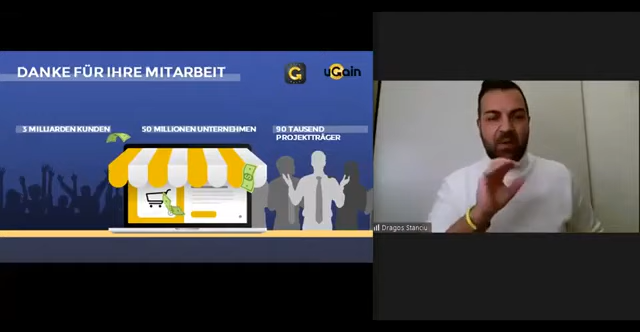 DANKE FÜR IHRE MITARBEIT
G
uGain
3 MILLIARDEN KUNDEN
50 MILLIONEN UNTERNEHMEN
90 TAUSEND
PROJEKTTRÄGER
Dragos Stanciu